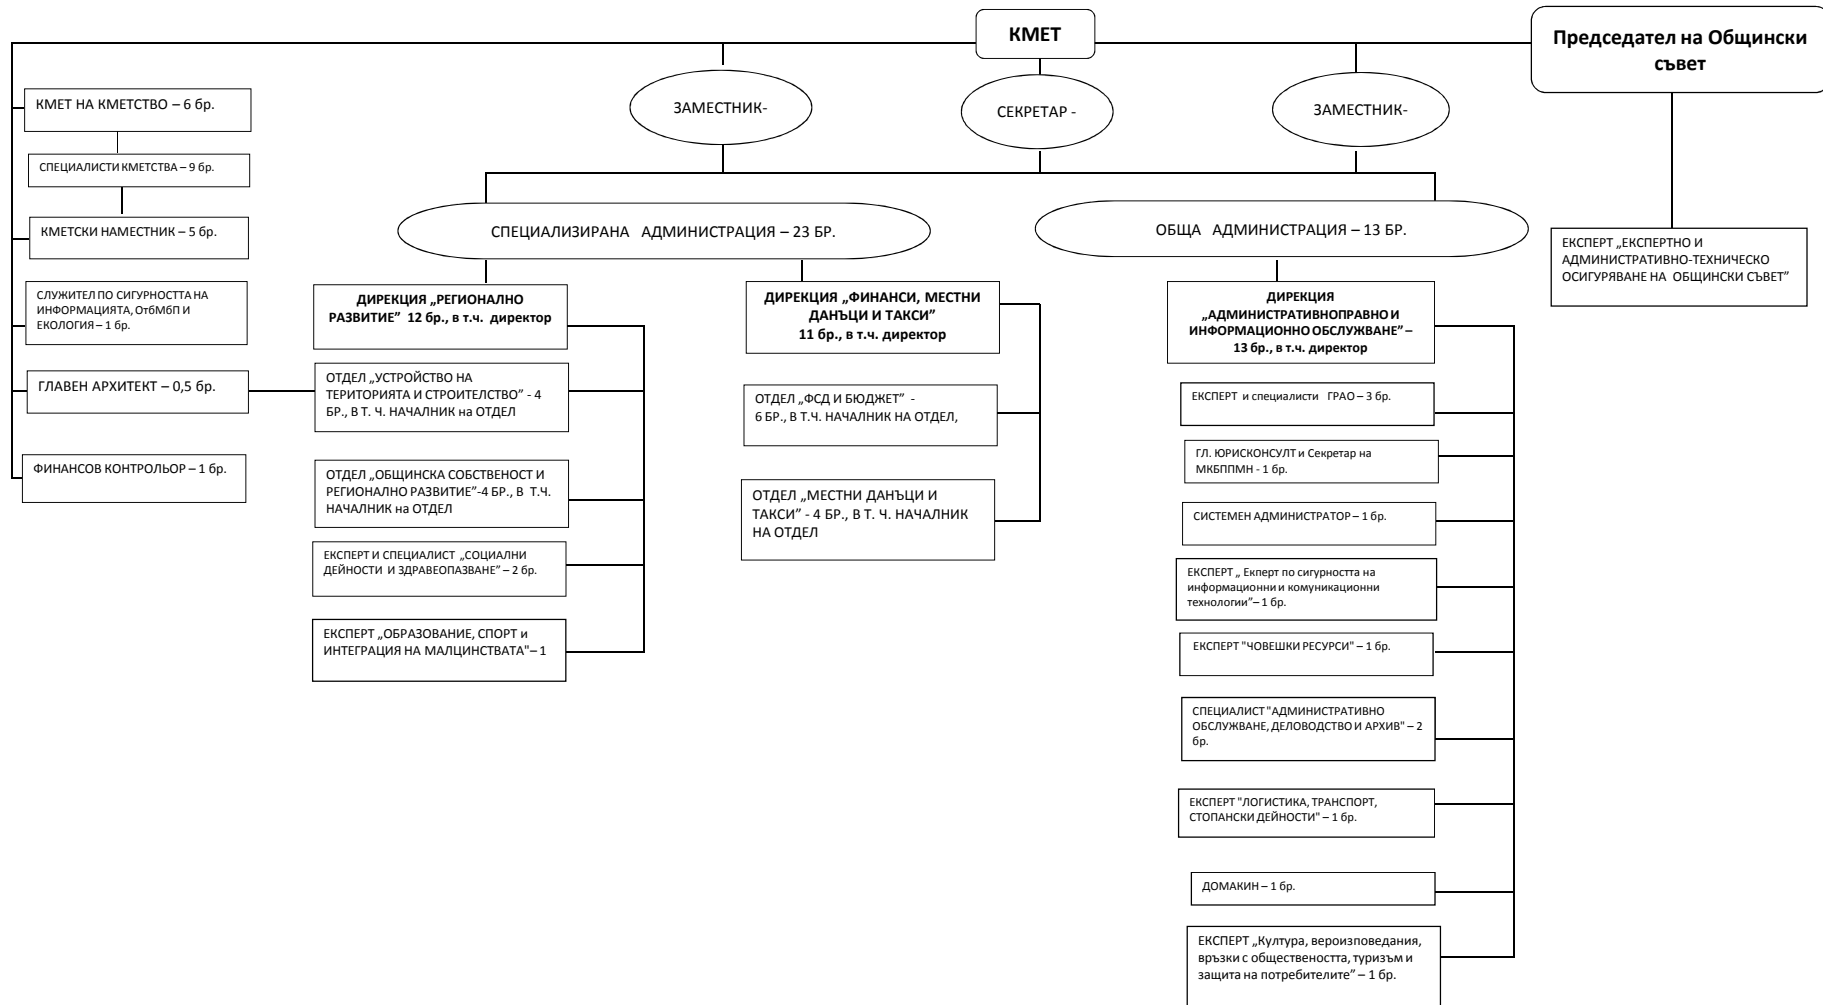 КМЕТ
Председател на Общински
съвет
КМЕТ НА КМЕТСТВО – 6 бр.
СПЕЦИАЛИСТИ КМЕТСТВА – 9 бр.
КМЕТСКИ НАМЕСТНИК – 5 бр.
СЛУЖИТЕЛ ПО СИГУРНОСТТА НА
ИНФОРМАЦИЯТА, ОтбМбП И
ЕКОЛОГИЯ – 1 бр.
ГЛАВЕН АРХИТЕКТ – 0,5 бр.
ФИНАНСОВ КОНТРОЛЬОР – 1 бр.
ЗАМЕСТНИК-
СЕКРЕТАР -
ЗАМЕСТНИК-
СПЕЦИАЛИЗИРАНА АДМИНИСТРАЦИЯ – 23 БР.
ОБЩА АДМИНИСТРАЦИЯ – 13 БР.
ЕКСПЕРТ „ЕКСПЕРТНО И
АДМИНИСТРАТИВНО-ТЕХНИЧЕСКО
ОСИГУРЯВАНЕ НА ОБЩИНСКИ СЪВЕТ”
ДИРЕКЦИЯ „РЕГИОНАЛНО
РАЗВИТИЕ” 12 бр., в т.ч. директор
ОТДЕЛ „УСТРОЙСТВО НА
ТЕРИТОРИЯТА И СТРОИТЕЛСТВО” - 4
БР., В Т. Ч. НАЧАЛНИК на ОТДЕЛ
ОТДЕЛ „ОБЩИНСКА СОБСТВЕНОСТ И
РЕГИОНАЛНО РАЗВИТИЕ”-4 БР., В Т.Ч.
НАЧАЛНИК на ОТДЕЛ
ЕКСПЕРТ И СПЕЦИАЛИСТ „СОЦИАЛНИ
ДЕЙНОСТИ И ЗДРАВЕОПАЗВАНЕ” – 2 бр.
ЕКСПЕРТ „ОБРАЗОВАНИЕ, СПОРТ и
ИНТЕГРАЦИЯ НА МАЛЦИНСТВАТА"– 1
ДИРЕКЦИЯ „ФИНАНСИ, МЕСТНИ
ДАНЪЦИ И ТАКСИ”
11 бр., в т.ч. директор
ОТДЕЛ „ФСД И БЮДЖЕТ” -
6 БР., В Т.Ч. НАЧАЛНИК НА ОТДЕЛ,
ОТДЕЛ „МЕСТНИ ДАНЪЦИ И
ТАКСИ” - 4 БР., В Т. Ч. НАЧАЛНИК
НА ОТДЕЛ
ДИРЕКЦИЯ
„АДМИНИСТРАТИВНОПРАВНО И
ИНФОРМАЦИОННО ОБСЛУЖВАНЕ” –
13 бр., в т.ч. директор
ЕКСПЕРТ и специалисти ГРАО – 3 бр.
ГЛ. ЮРИСКОНСУЛТ и Секретар на
МКБППМН - 1 бр.
СИСТЕМЕН АДМИНИСТРАТОР – 1 бр.
ЕКСПЕРТ „ Екперт по сигурността на
информационни и комуникационни
технологии”– 1 бр.
ЕКСПЕРТ "ЧОВЕШКИ РЕСУРСИ" – 1 бр.
СПЕЦИАЛИСТ "АДМИНИСТРАТИВНО
ОБСЛУЖВАНЕ, ДЕЛОВОДСТВО И АРХИВ" – 2
бр.
ЕКСПЕРТ "ЛОГИСТИКА, ТРАНСПОРТ,
СТОПАНСКИ ДЕЙНОСТИ" – 1 бр.
ДОМАКИН – 1 бр.
ЕКСПЕРТ „Култура, вероизповедания,
връзки с обществеността, туризъм и
защита на потребителите” – 1 бр.